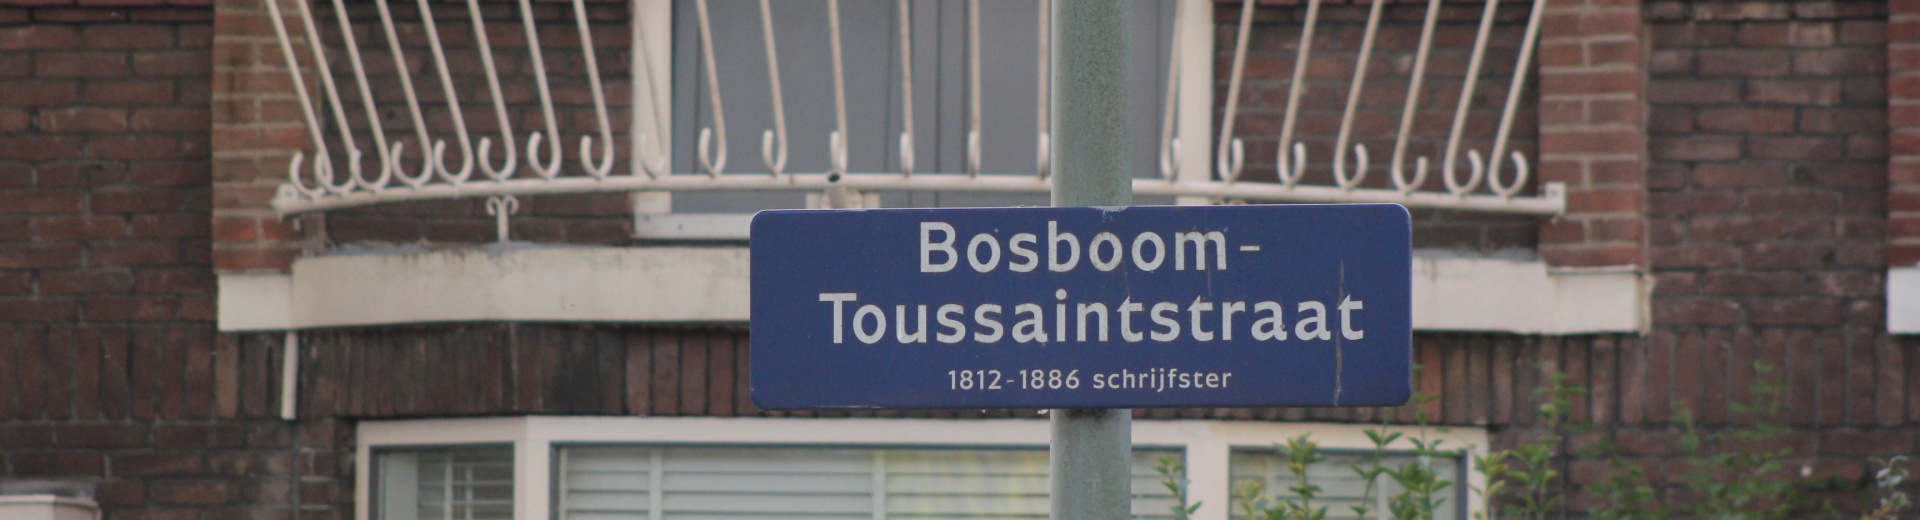 Bosboom-
Toussaintstraat
1812-1886 schrijfster